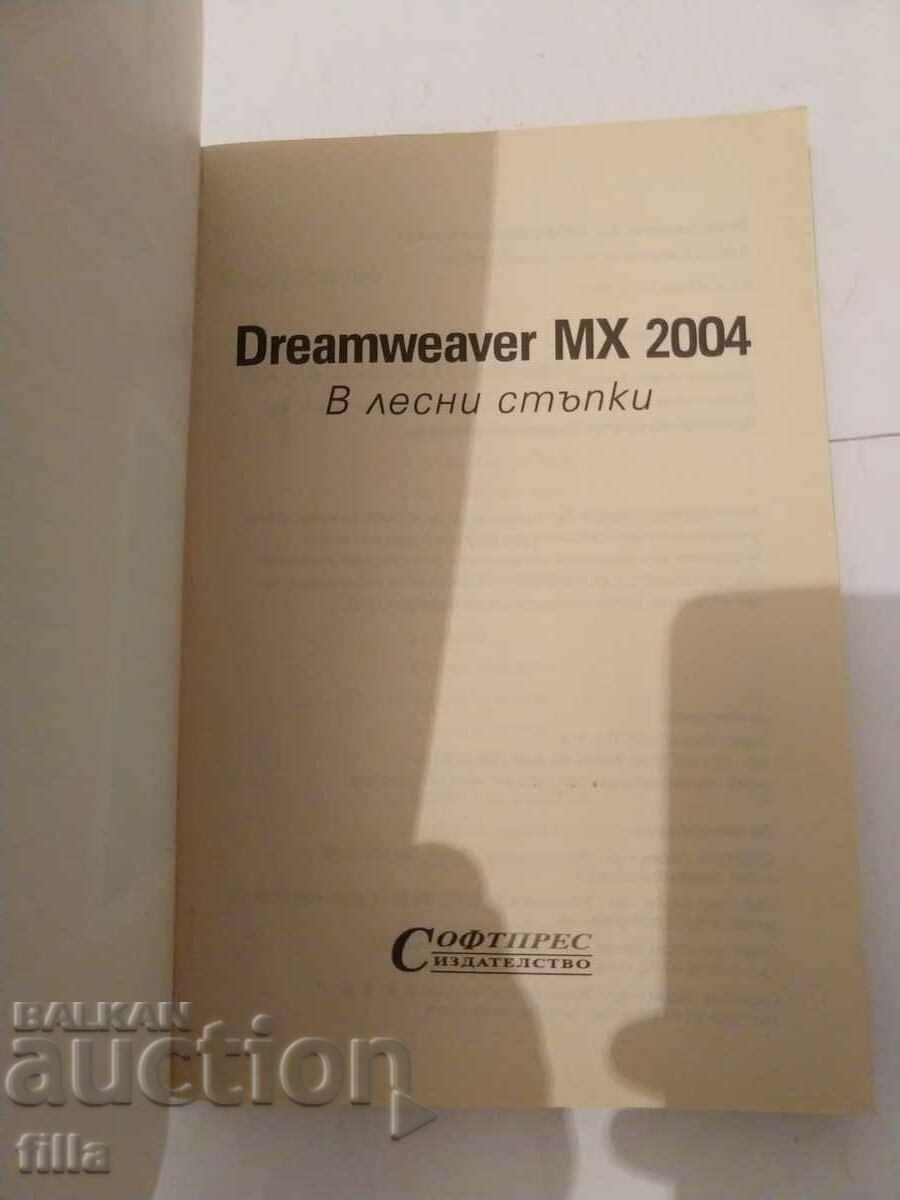 Dreamweaver MX 2004
В лесни стъпки
СОФТПРЕС
ИЗДАТЕЛСТВО
BALKAN
auction
filla